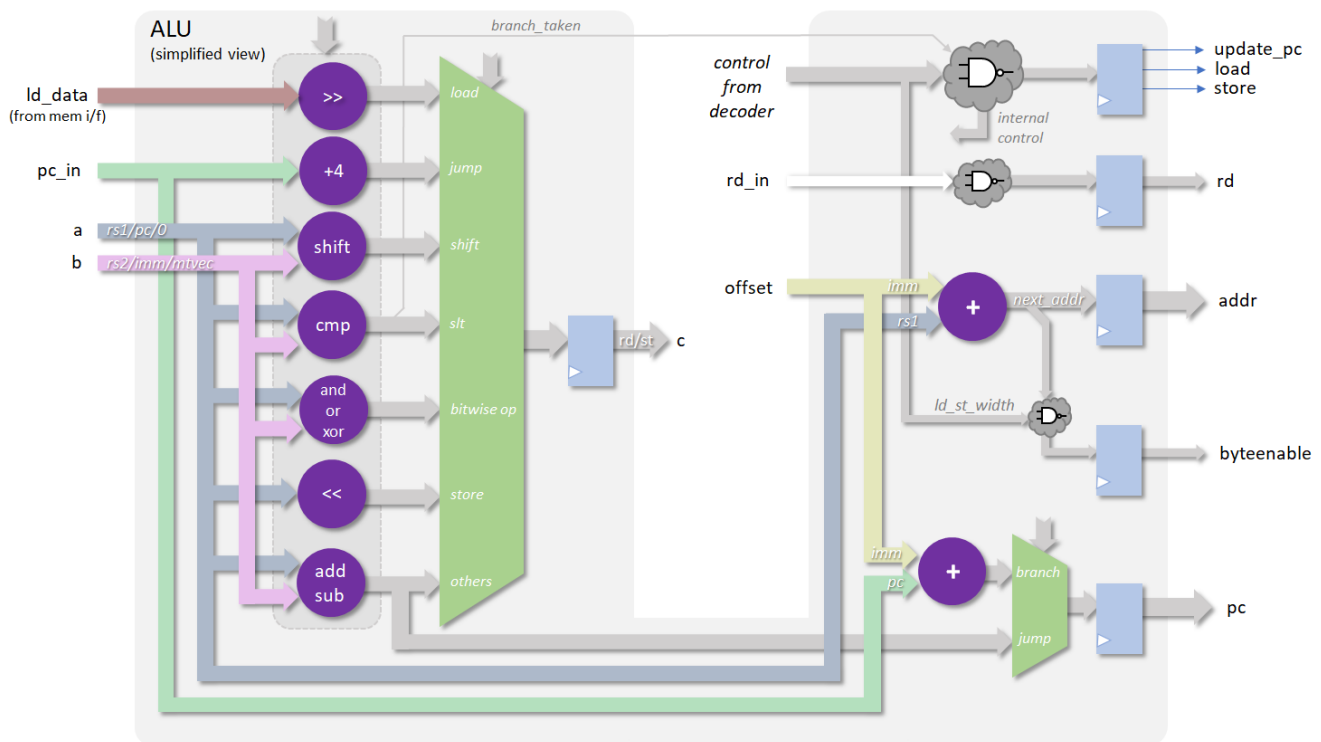 ALU
(simplified view)
branch_taken
ld_data
(from mem i/f)
pc_in
a
rs1/pc/0
b
rs2/imm/mtvec
>>
+4
shift
cmp
and
or
xor
<<
add
sub
load
jump
shift
slt
bitwise op
store
others
rd/st
c
control
from
decoder
internal
control
update_pc
load
store
rd_in
rd
offset
imm
rs1
+
next_addr
addr
ld_st_width
byteenable
imm
pc
+
branch
jump
pc